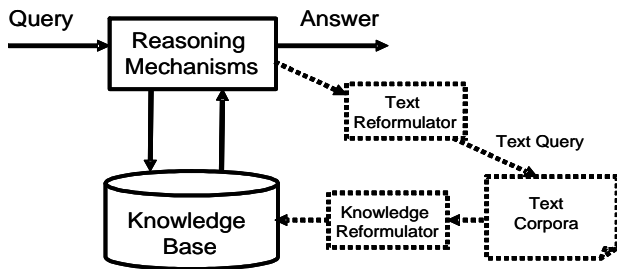 Query
Answer
Reasoning
Mechanisms
Text
Reformulator
Text Query
Knowledge
Base
Knowledge
Reformulator
Text
Corpora